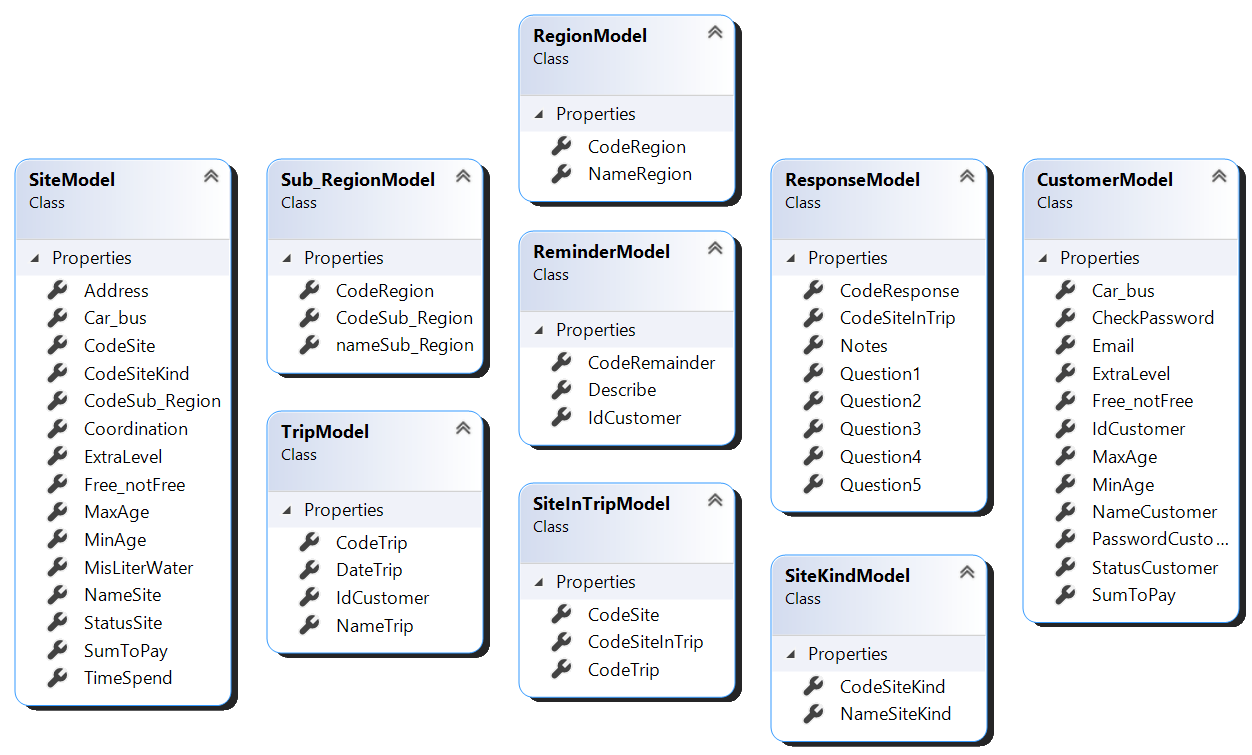 RegionModel
Class
Properties
CodeRegion
NameRegion
SiteModel
Class
Properties
Address
Car_bus
CodeSite
CodeSiteKind
CodeSub_Region
Coordination
ExtraLevel
Free_notFree
MaxAge
MinAge
MisLiterWater
NameSite
StatusSite
SumToPay
TimeSpend
Sub_RegionModel
Class
Properties
CodeRegion
CodeSub_Region
nameSub_Region
TripModel
Class
Properties
CodeTrip
DateTrip
IdCustomer
NameTrip
ReminderModel
Class
Properties
CodeRemainder
Describe
IdCustomer
SiteInTripModel
Class
Properties
CodeSite
CodeSiteInTrip
CodeTrip
ResponseModel
Class
Properties
CodeResponse
CodeSiteInTrip
Notes
Question1
Question2
Question3
Question4
Question5
SiteKindModel
Class
Properties
CodeSiteKind
NameSiteKind
CustomerModel
Class
Properties
Car_bus
CheckPassword
Email
ExtraLevel
Free_notFree
IdCustomer
MaxAge
MinAge
NameCustomer
PasswordCusto...
StatusCustomer
SumToPay